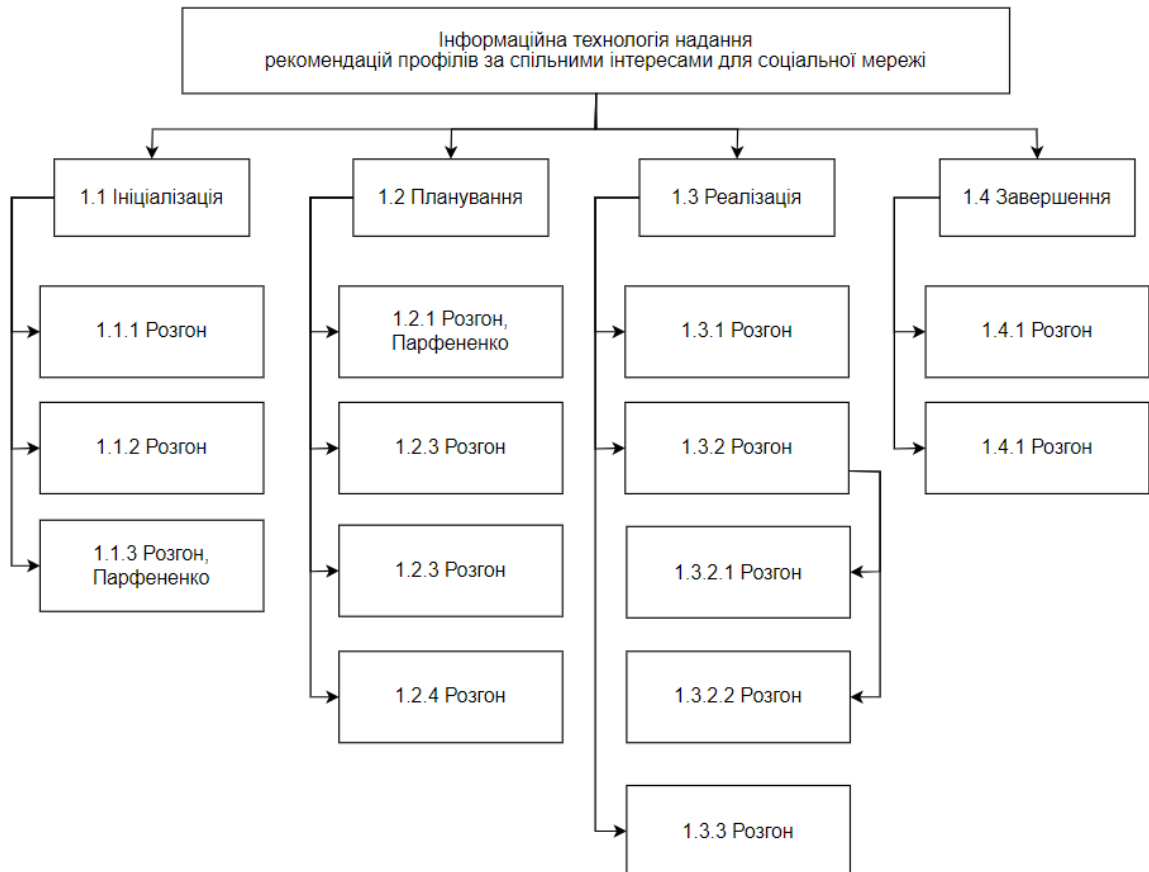 Інформаційна технологія надання
рекомендацій профілів за спільними інтересами для соціальної мережі
1.1 Ініціалізація
1.2 Планування
1.3 Реалізація
1.4 Завершення
1.1.1 Розгон
1.2.1 Розгон,
Парфененко
1.3.1 Розгон
1.4.1 Розгон
1.1.2 Розгон
1.2.3 Розгон
1.3.2 Розгон
1.4.1 Розгон
1.1.3 Розгон,
Парфененко
1.2.3 Розгон
1.3.2.1 Розгон
1.2.4 Розгон
1.3.2.2 Розгон
1.3.3 Розгон